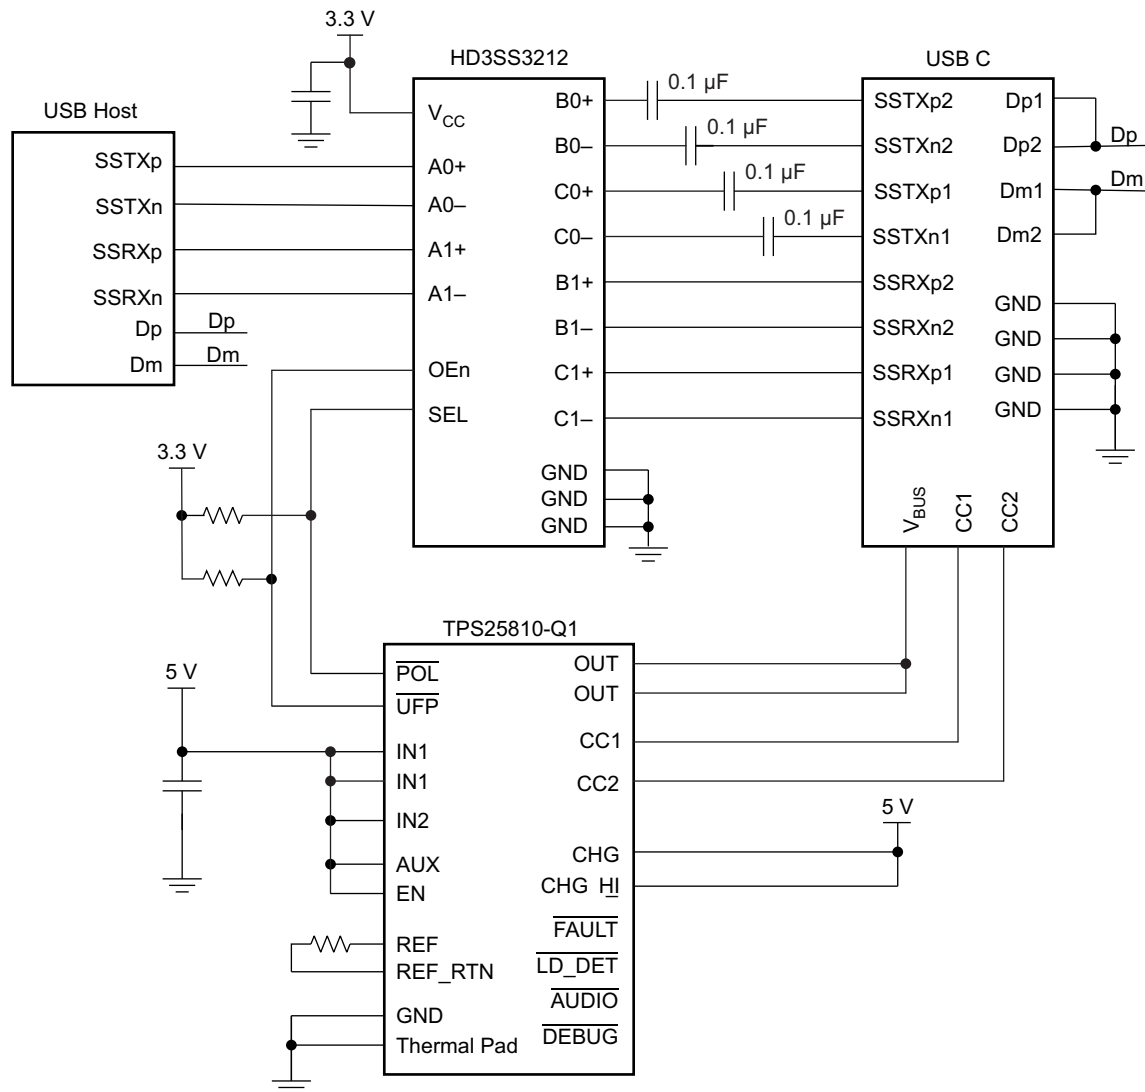 3.3 V
HD3SS3212
USB C
USB Host
V_CC
B0+
0.1 µF
SSTXp2
Dp1
B0–
0.1 µF
SSTXn2
Dp2
Dp
SSTXp
A0+
C0+
0.1 µF
SSTXp1
Dm1
Dm
SSTXn
A0–
C0–
0.1 µF
SSTXn1
Dm2
SSRXp
A1+
B1+
SSRXp2
GND
SSRXn
A1–
B1–
SSRXn2
GND
Dp
Dp
Dm
Dm
OEn
C1+
SSRXp1
GND
SEL
C1–
SSRXn1
GND
3.3 V
GND
GND
GND
V_BUS
CC1
CC2
TPS25810-Q1
POL
OUT
5 V
UFP
OUT
IN1
CC1
IN1
CC2
IN2
5 V
AUX
CHG
EN
CHG_HI
REF
FAULT
REF_RTN
LD_DET
GND
AUDIO
Thermal Pad
DEBUG